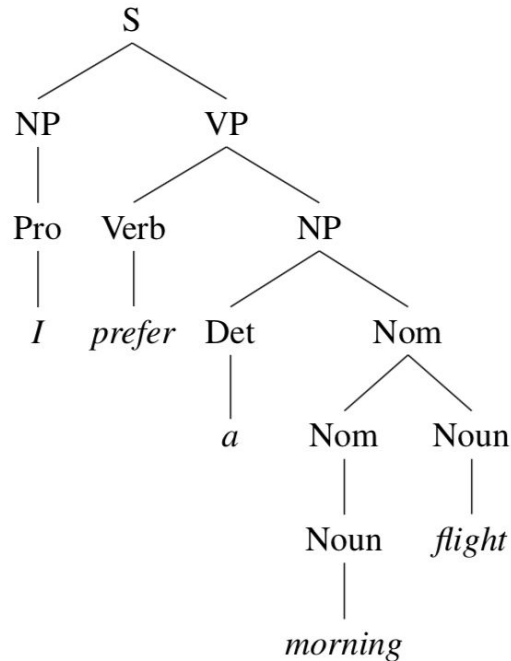 S
NP VP
Pro Verb NP
I prefer Det Nom
a Nom Noun
Noun flight
morning